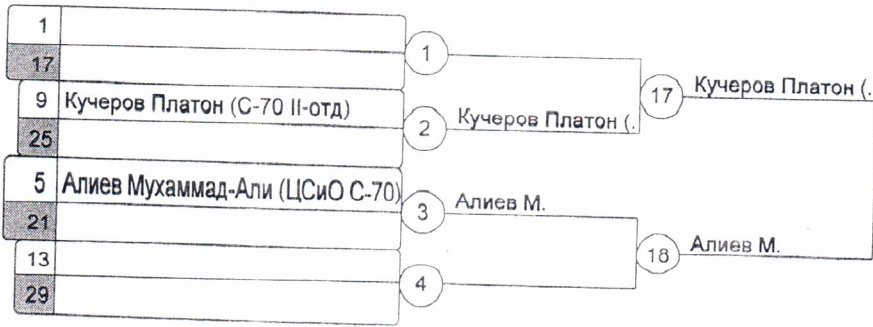 1
17
1
9 Кучеров Платон (С-70 II-отд)
25
2 Кучеров Платон (.
17 Кучеров Платон (.
5 Алиев Мухаммад-Али (ЦСиО С-70)
21
3 Алиев М.
13
29
4
18 Алиев М.